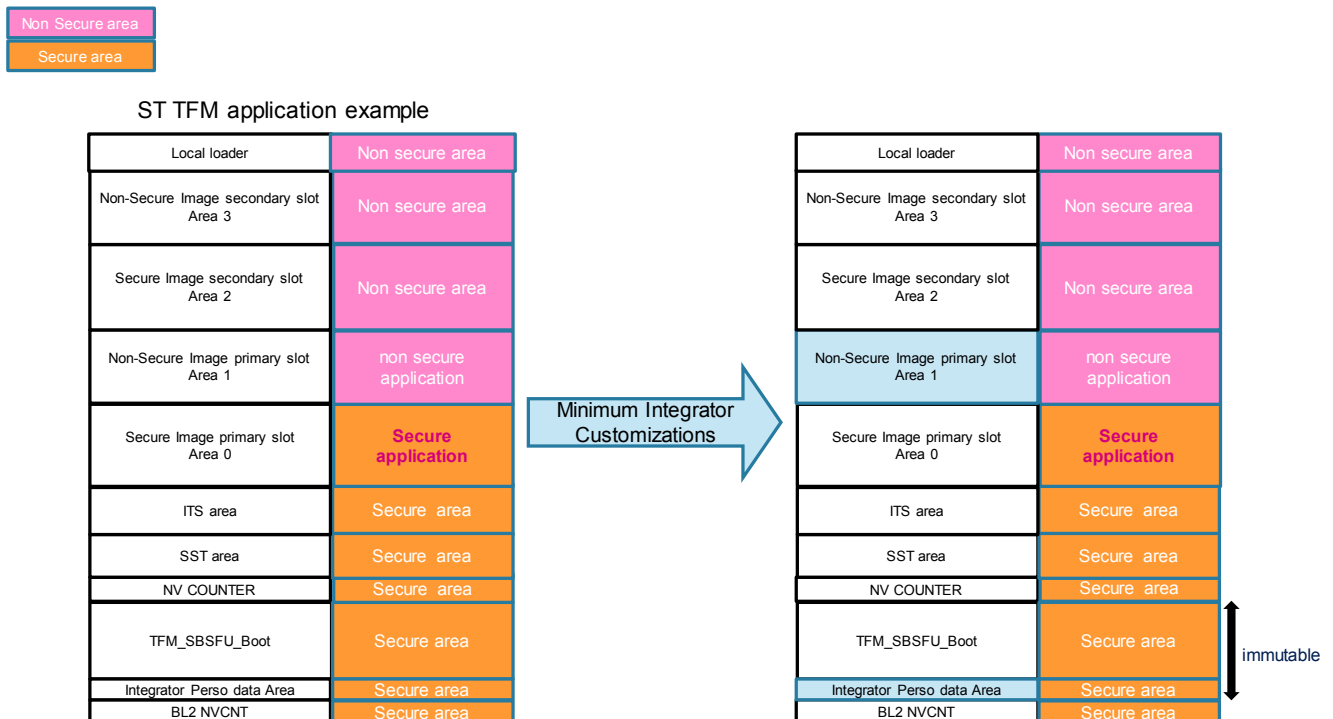 Non Secure area
Secure area
ST TFM application example
Local loader
Non secure area
Non-Secure Image secondary slot
Area 3
Non secure area
Secure Image secondary slot
Area 2
Non secure area
Non-Secure Image primary slot
Area 1
non secure
application
Secure Image primary slot
Area 0
Secure
application
ITS area
Secure area
SST area
Secure area
NV COUNTER
Secure area
TFM_SBSFU_Boot
Secure area
Integrator Perso data Area
Secure area
BL2 NVCNT
Secure area
Minimum Integrator
Customizations
Local loader
Non secure area
Non-Secure Image secondary slot
Area 3
Non secure area
Secure Image secondary slot
Area 2
Non secure area
Non-Secure Image primary slot
Area 1
non secure
application
Secure Image primary slot
Area 0
Secure
application
ITS area
Secure area
SST area
Secure area
NV COUNTER
Secure area
TFM_SBSFU_Boot
Secure area
immutable
Integrator Perso data Area
Secure area
BL2 NVCNT
Secure area